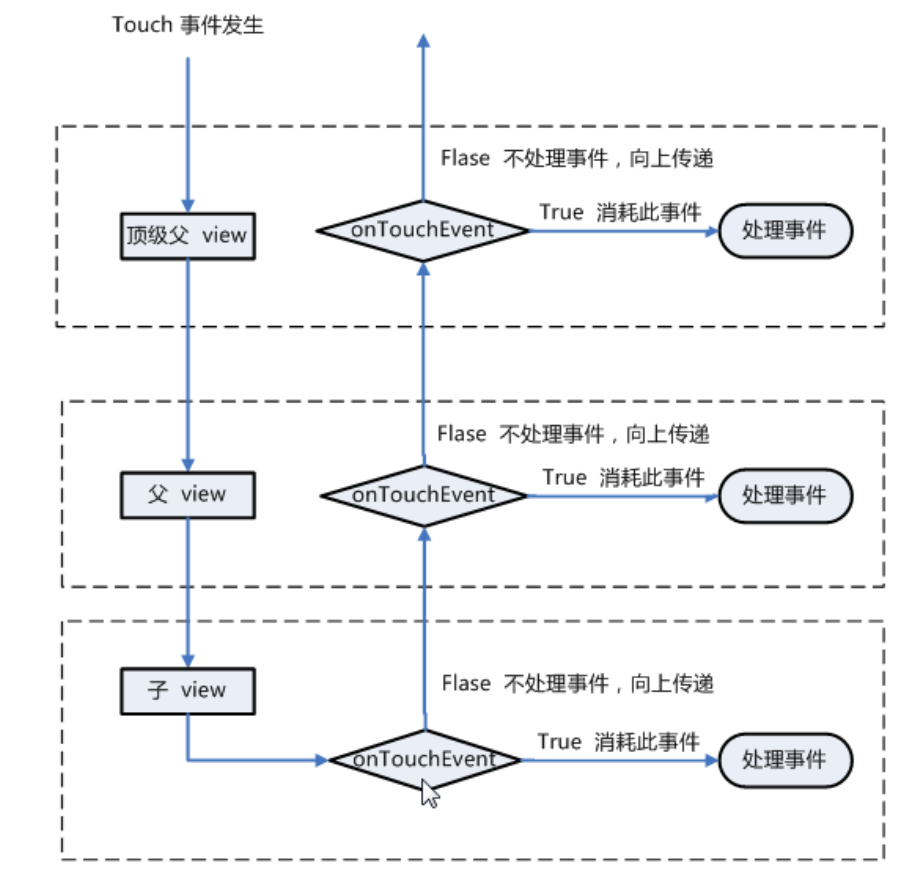 Touch 事件发生
Flase 不处理事件，向上传递
True 消耗此事件
顶级父 view
onTouchEvent
处理事件
Flase 不处理事件，向上传递
True 消耗此事件
父 view
onTouchEvent
处理事件
Flase 不处理事件，向上传递
子 view
True 消耗此事件
onTouchEvent
处理事件